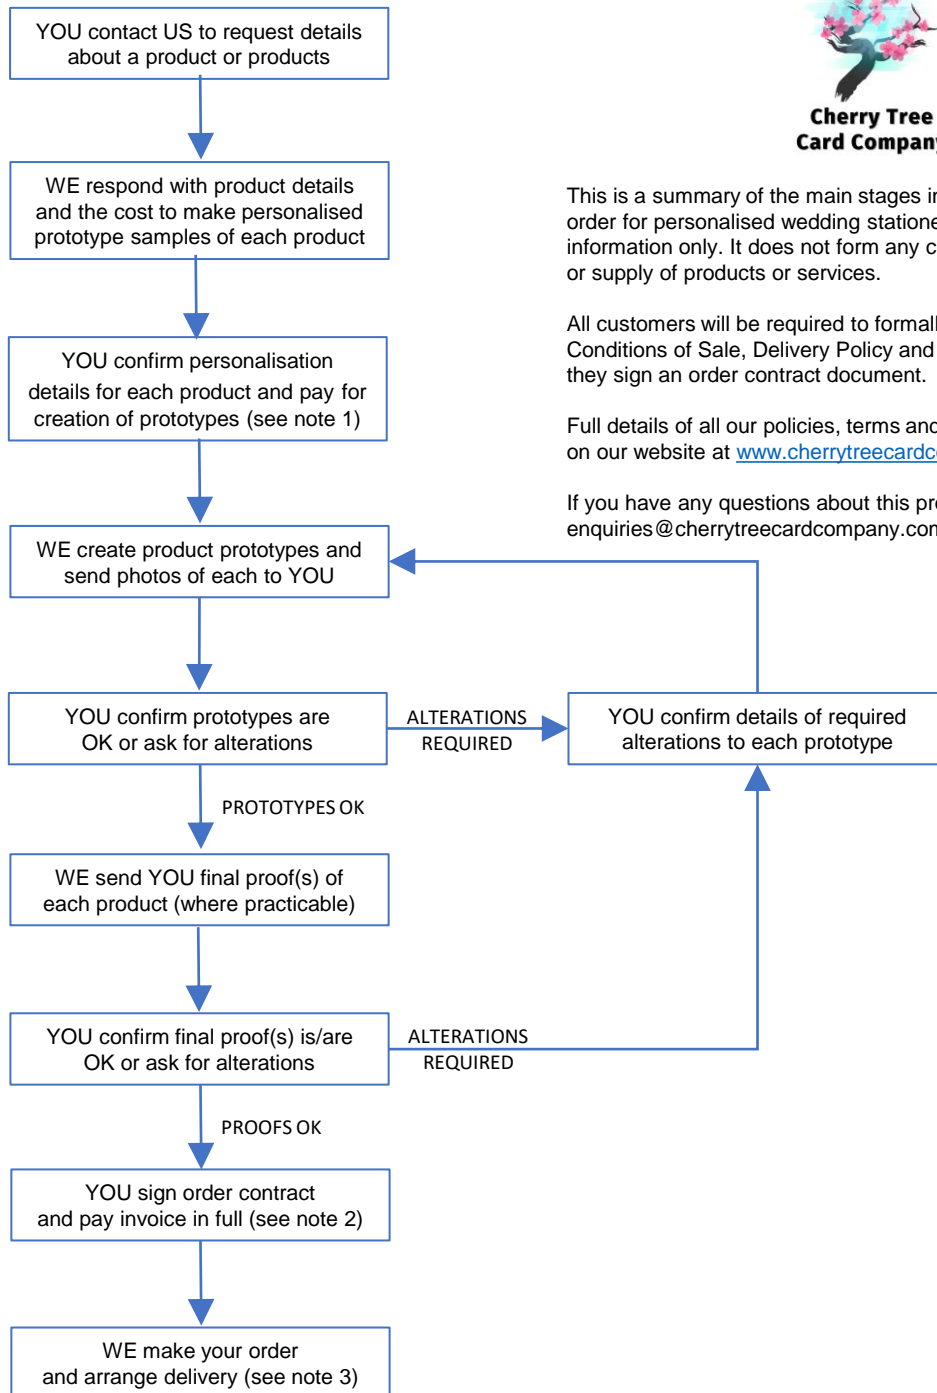 YOU contact US to request details
about a product or products
Cherry Tree
Card Company
WE respond with product details
and the cost to make personalised
prototype samples of each product
This is a summary of the main stages in
order for personalised wedding
information only. It does not form any
or supply of products or services.
All customers will be required to
Conditions of Sale, Delivery Policy and
they sign an order contract document.
Full details of all our policies, terms and
on our website at
If you have any questions about this
enquiries@cherrytreecardcompany.com
YOU confirm personalisation
details for each product and pay for
creation of prototypes (see note 1)
WE create product prototypes and
send photos of each to YOU
YOU confirm prototypes are
OK or ask for alterations
ALTERATIONS
REQUIRED
YOU confirm details of required
alterations to each prototype
PROTOTYPES OK
WE send YOU final proof(s) of
each product (where practicable)
YOU confirm final proof(s) is/are
OK or ask for alterations
ALTERATIONS
REQUIRED
PROOFS OK
YOU sign order contract
and pay invoice in full (see note 2)
WE make your order
and arrange delivery (see note 3)